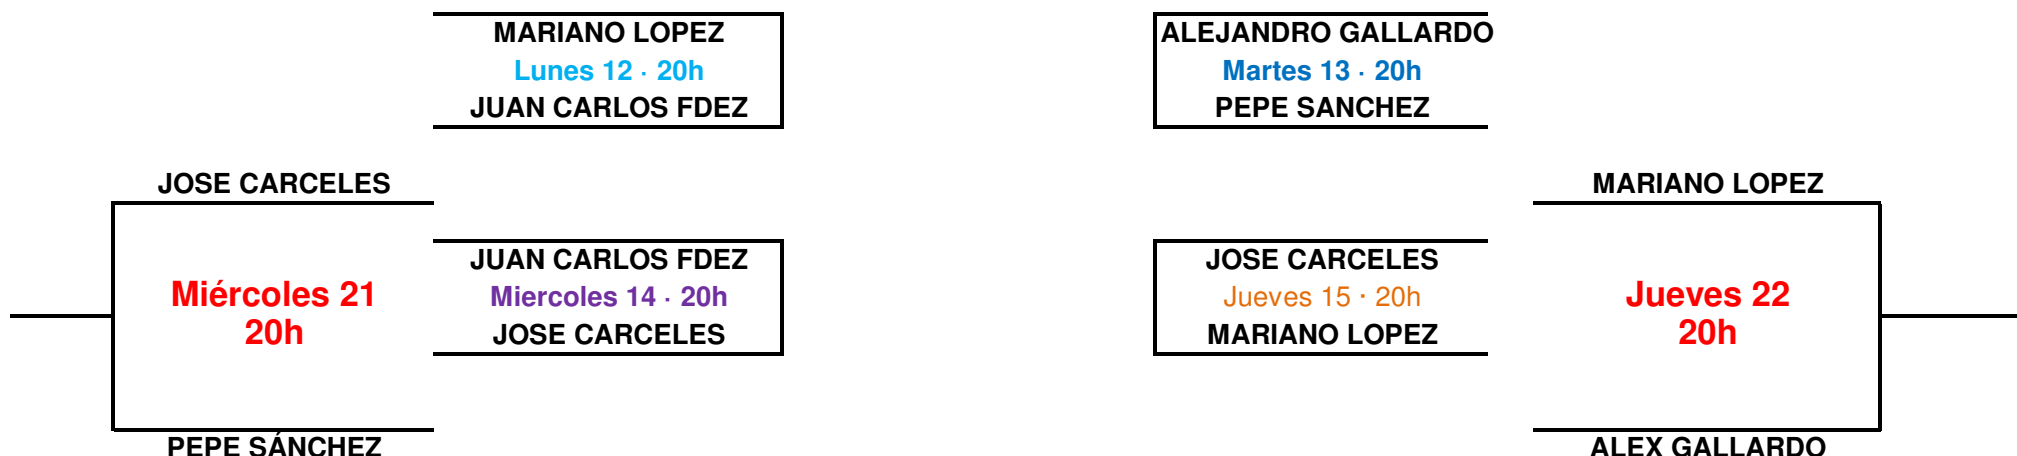 MARIANO LOPEZ
Lunes 12 · 20h
JUAN CARLOS FDEZ
ALEJANDRO GALLARDO
Martes 13 · 20h
PEPE SANCHEZ
JOSE CARCELES
Miércoles 21
20h
PEPE SÁNCHEZ
JUAN CARLOS FDEZ
Miercoles 14 · 20h
JOSE CARCELES
JOSE CARCELES
Jueves 15 · 20h
MARIANO LOPEZ
MARIANO LOPEZ
Jueves 22
20h
ALEX GALLARDO